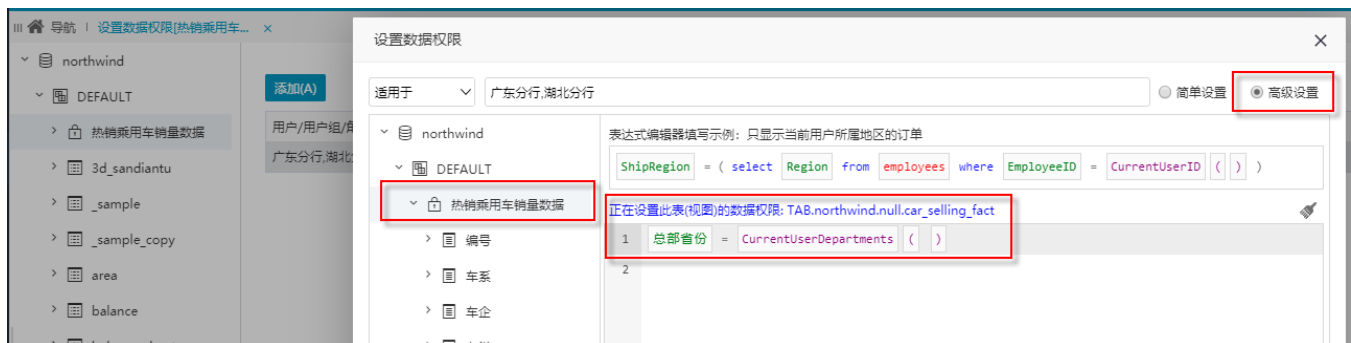 导航 设置数据权限[热销乘用车... ×
northwind
DEFAULT
热销乘用车销量数据
3d_sandiantu
_sample
_sample_copy
area
balance
添加(A)
用户/用户组/角
广东分行,湖北
设置数据权限
适用于 广东分行,湖北分行 简单设置 高级设置
northwind
DEFAULT
热销乘用车销量数据
编号
车系
车企
表达式编辑器填写示例：只显示当前用户所属地区的订单
ShipRegion = ( select Region from employees where EmployeeID = CurrentUserID ( ) )
正在设置此表(视图)的数据权限: TAB.northwind.null.car_selling_fact
1 总部省份 = CurrentUserDepartments ( )
2